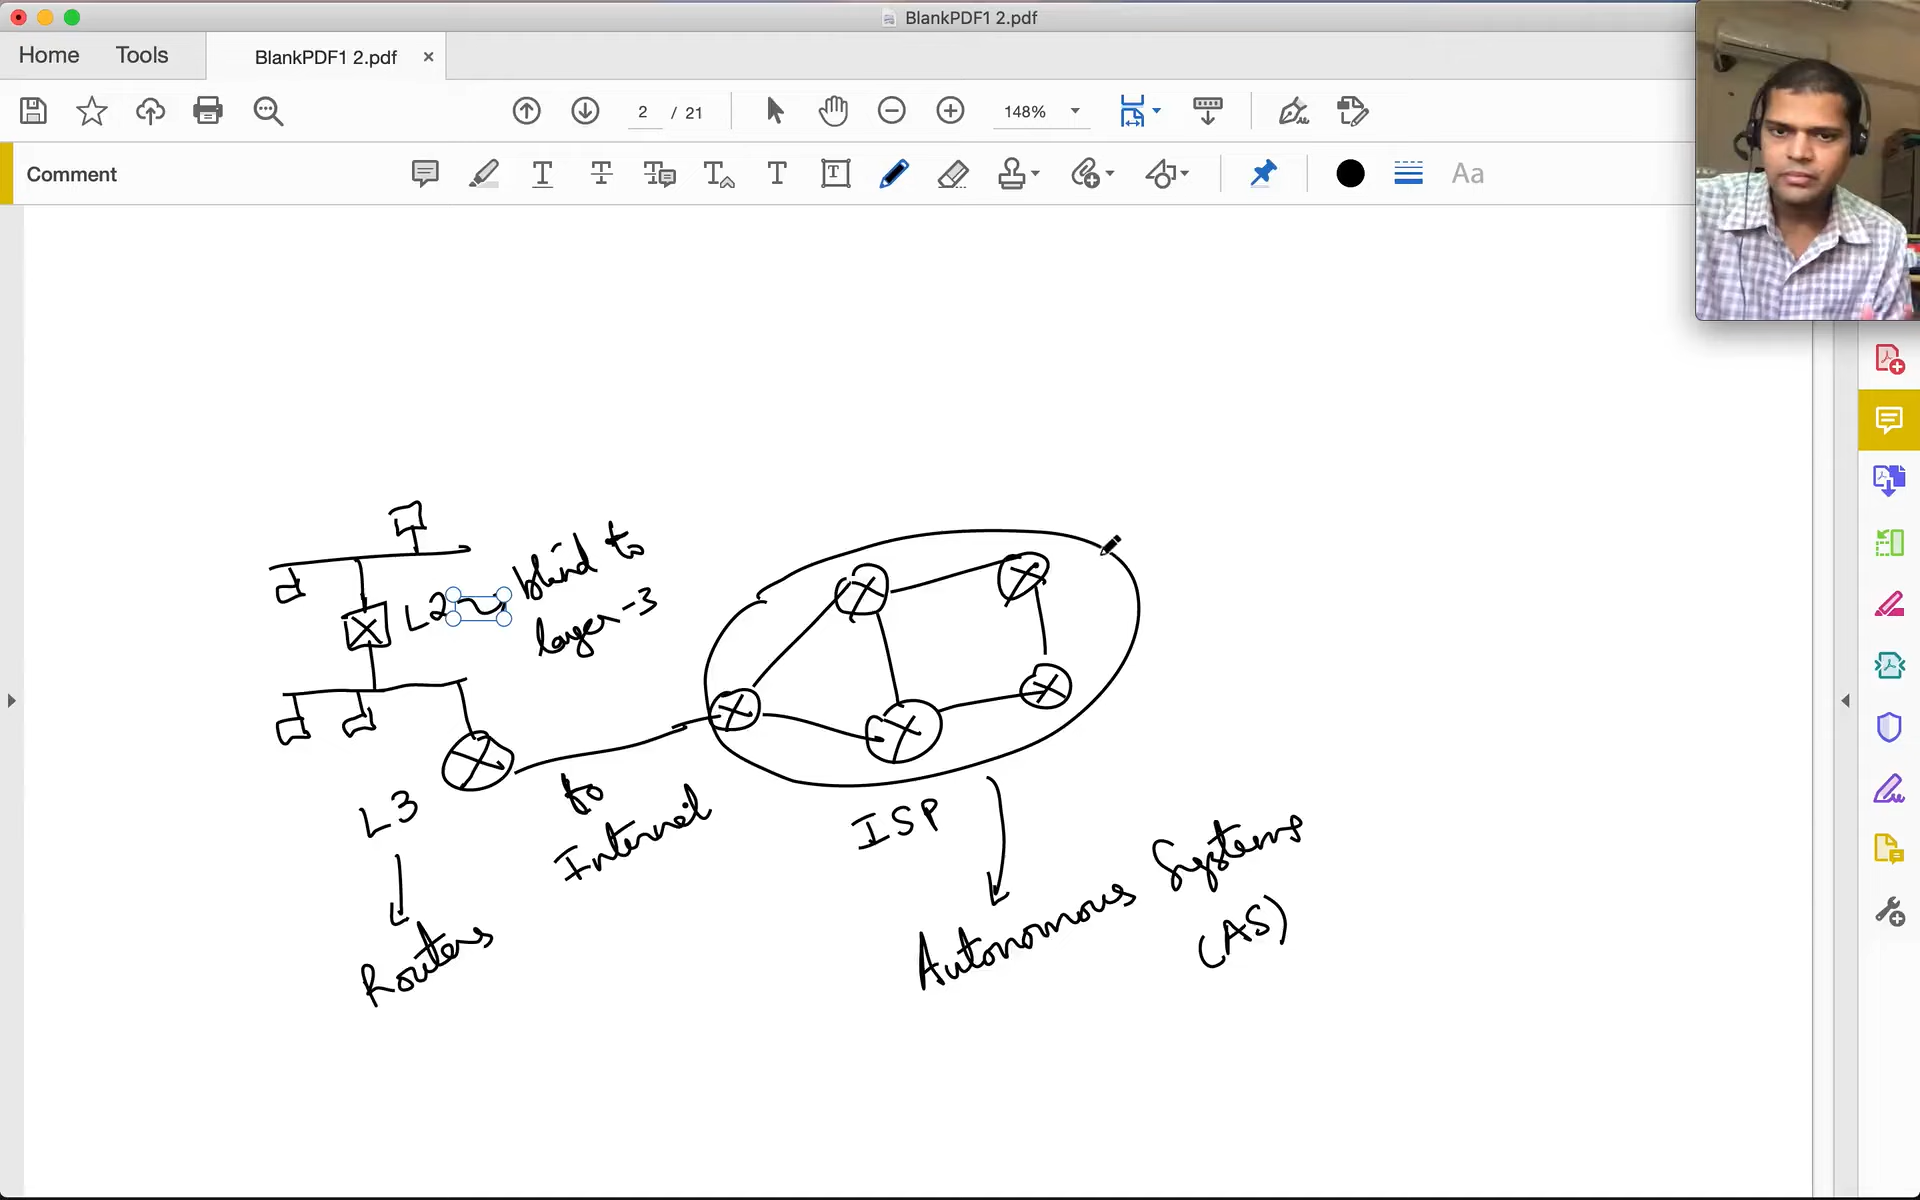 BlankPDF1 2.pdf
Home
Tools
BlankPDF1 2.pdf
2 / 21
148%
Comment
Aa
L2
blind to
layer-3
L3
to
Internet
ISP
Routers
Autonomous Systems
(AS)